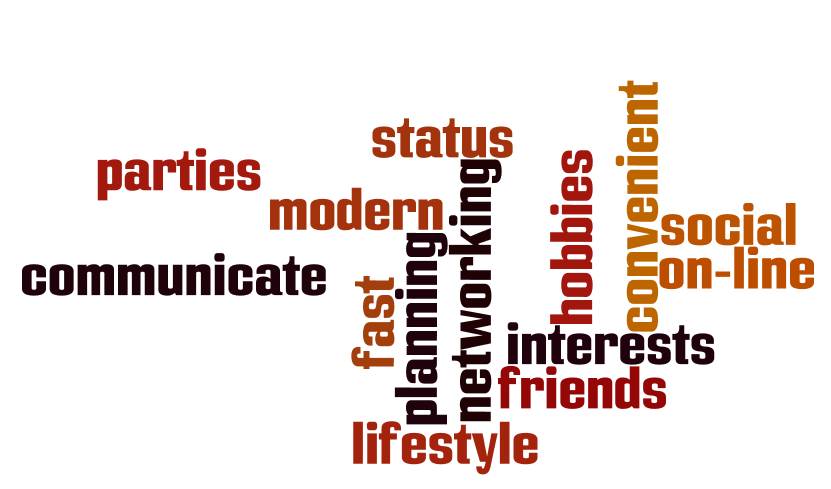 status
parties
modern
communicate
fast
planning
networking
hobbies
convenient
social
on-line
interests
friends
lifestyle